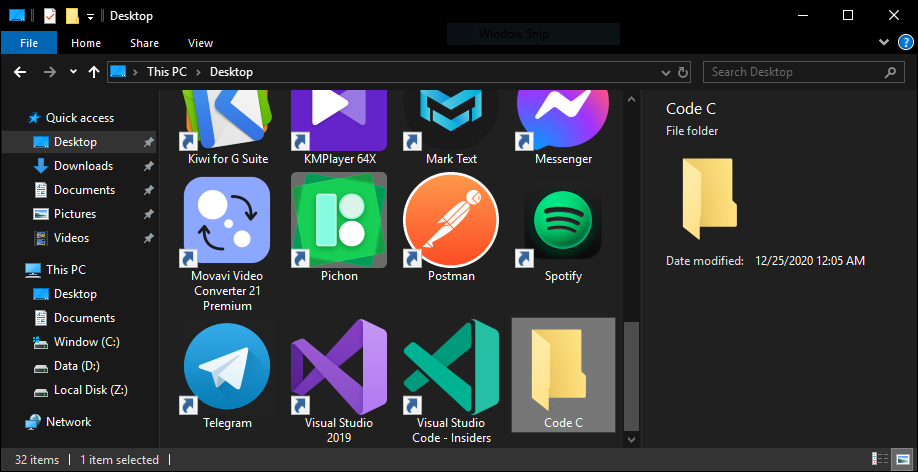 Desktop
File Home Share View
Window Snip
This PC Desktop
Search Desktop
Quick access
Desktop
Downloads
Documents
Pictures
Videos
This PC
Desktop
Documents
Window (C:)
Data (D:)
Local Disk (Z:)
Network
Kiwi for G Suite
KMPlayer 64X
Mark Text
Messenger
Movavi Video
Converter 21
Premium
Pichon
Postman
Spotify
Telegram
Visual Studio
2019
Visual Studio
Code - Insiders
Code C
Code C
File folder
Date modified: 12/25/2020 12:05 AM
32 items 1 item selected